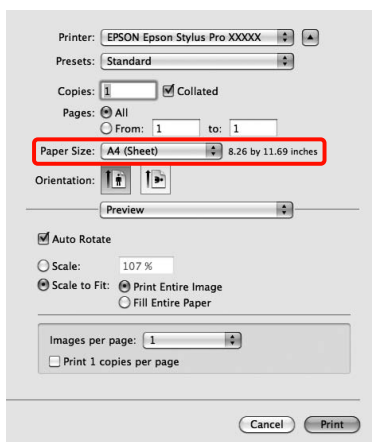 Printer: EPSON Epson Stylus Pro XXXXX
Presets: Standard
Copies: 1 Collated
Pages: All
From: 1 to: 1
Paper Size: A4 (Sheet) 8.26 by 11.69 inches
Orientation:
Preview
Auto Rotate
Scale: 107 %
Scale to Fit: Print Entire Image
Fill Entire Paper
Images per page: 1
Print 1 copies per page
Cancel Print